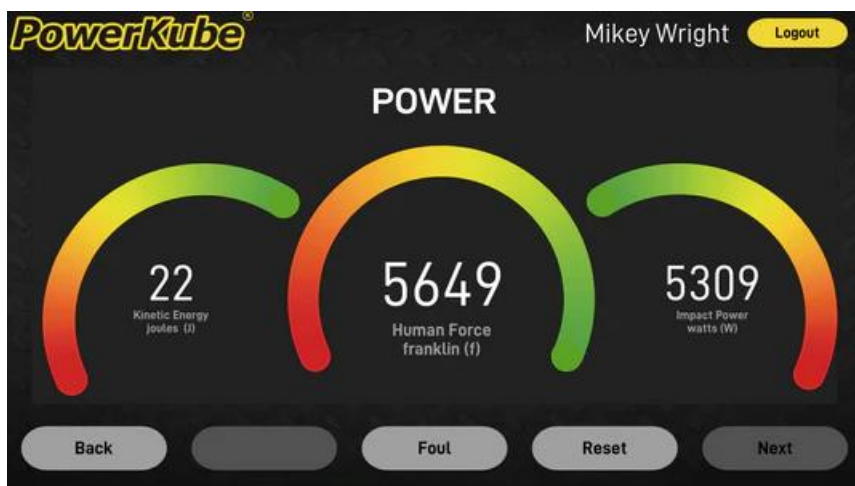 PowerKube®
Mikey Wright
Logout
POWER
22
Kinetic Energy
joules (J)
5649
Human Force
franklin (f)
5309
Impact Power
watts (W)
Back
Foul
Reset
Next